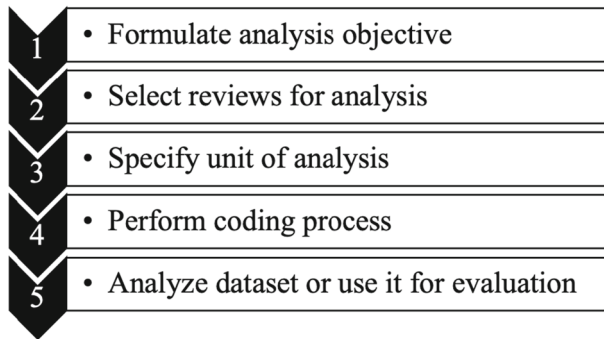 1 • Formulate analysis objective
2 • Select reviews for analysis
3 • Specify unit of analysis
4 • Perform coding process
5 • Analyze dataset or use it for evaluation